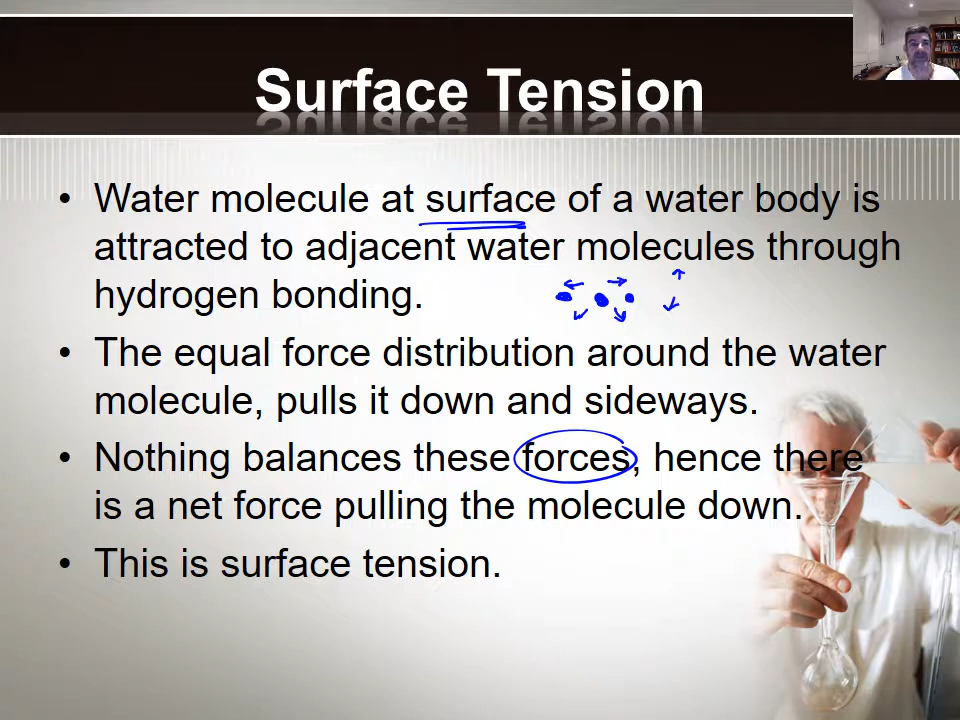 Surface Tension
• Water molecule at surface of a water body is
attracted to adjacent water molecules through
hydrogen bonding.
• The equal force distribution around the water
molecule, pulls it down and sideways.
• Nothing balances these forces, hence there
is a net force pulling the molecule down.
• This is surface tension.